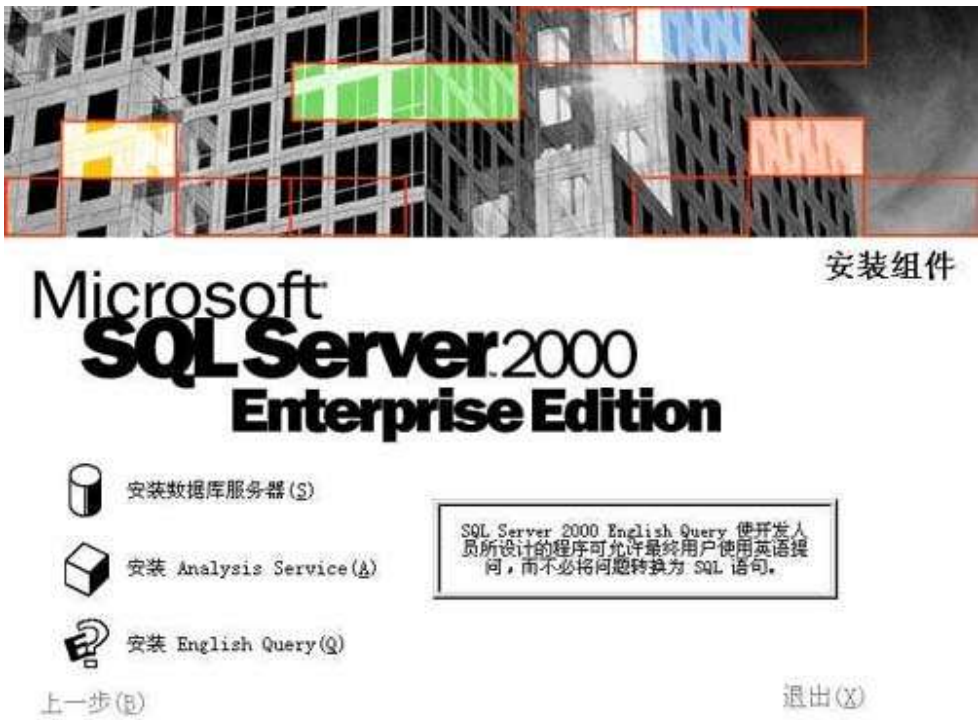 安装组件
Microsoft
SQL Server 2000
Enterprise Edition
安装数据库服务器(S)
安装 Analysis Service(A)
安装 English Query(Q)
SQL Server 2000 English Query 使开发人
员所设计的程序可允许最终用户使用英语提
问，而不必将问题转换为 SQL 语句。
上一步(B)
退出(X)